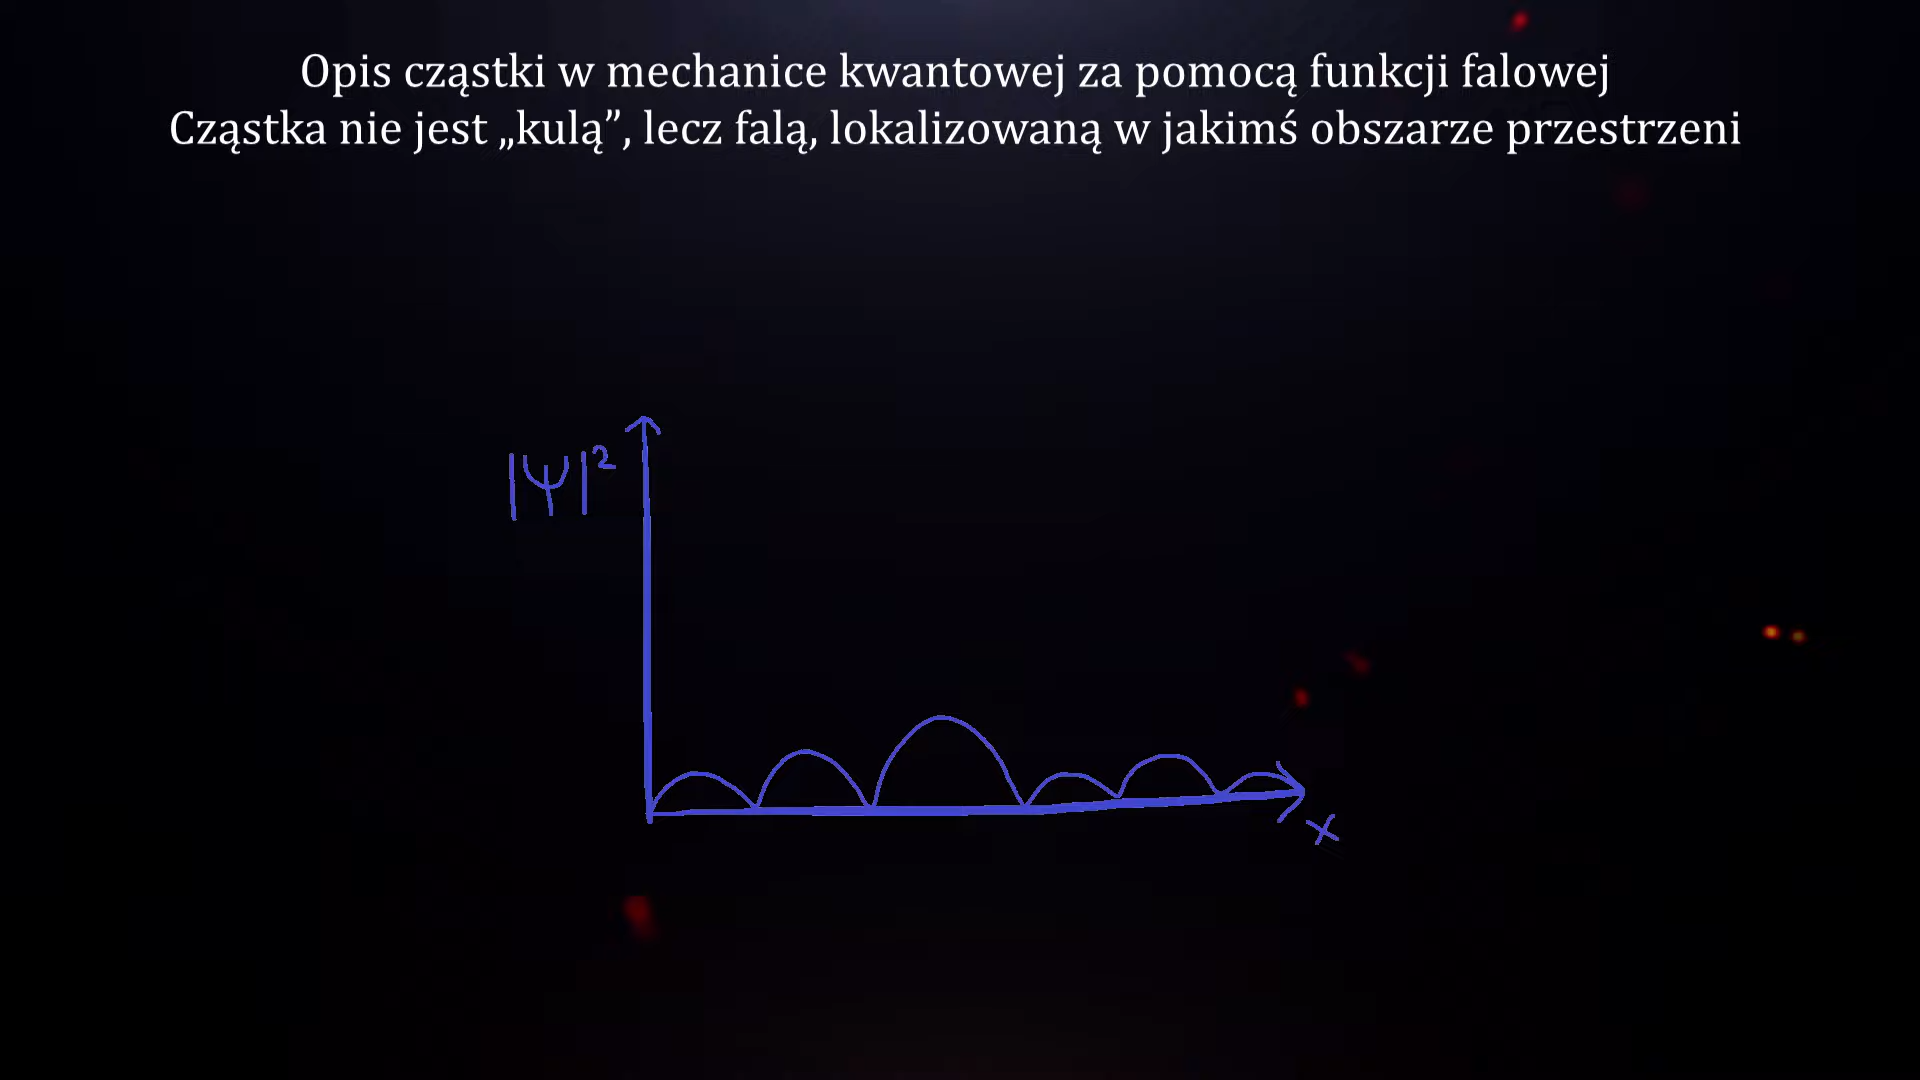 Opis cząstki w mechanice kwantowej za pomocą funkcji falowej
Cząstka nie jest „kulą”, lecz falą, lokalizowaną w jakimś obszarze przestrzeni
|Ψ|²
x